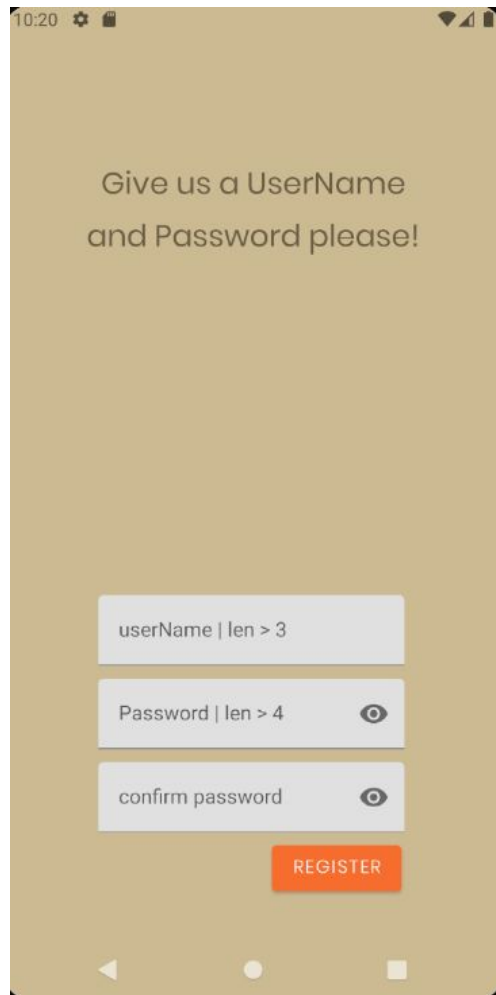 10:20
Give us a UserName
and Password please!
userName | len > 3
Password | len > 4
confirm password
REGISTER